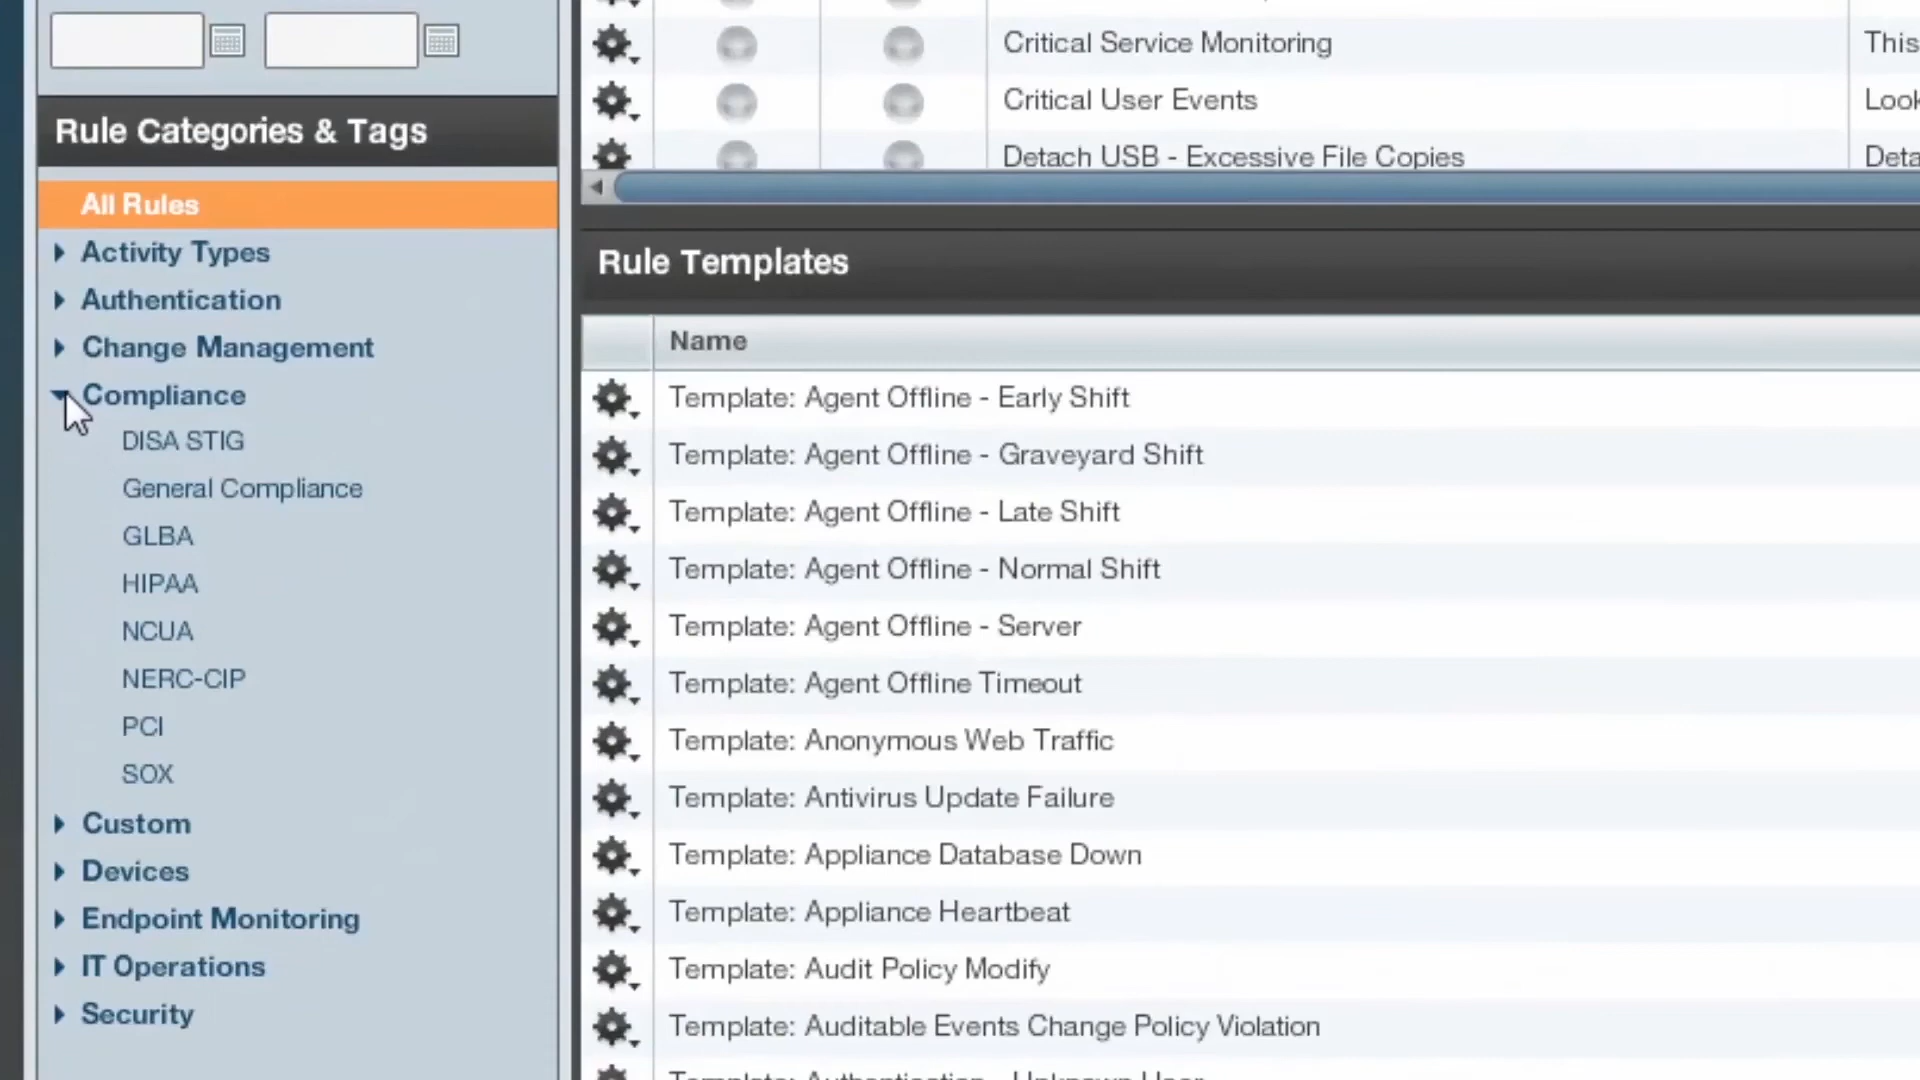 Rule Categories & Tags
All Rules
Activity Types
Authentication
Change Management
Compliance
DISA STIG
General Compliance
GLBA
HIPAA
NCUA
NERC-CIP
PCI
SOX
Custom
Devices
Endpoint Monitoring
IT Operations
Security
Critical Service Monitoring This
Critical User Events Look
Detach USB - Excessive File Copies Deta
Rule Templates
Name
Template: Agent Offline - Early Shift
Template: Agent Offline - Graveyard Shift
Template: Agent Offline - Late Shift
Template: Agent Offline - Normal Shift
Template: Agent Offline - Server
Template: Agent Offline Timeout
Template: Anonymous Web Traffic
Template: Antivirus Update Failure
Template: Appliance Database Down
Template: Appliance Heartbeat
Template: Audit Policy Modify
Template: Auditable Events Change Policy Violation
Template: Authentication - Unknown User